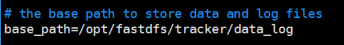 # the base path to store data and log files
base_path=/opt/fastdfs/tracker/data_log